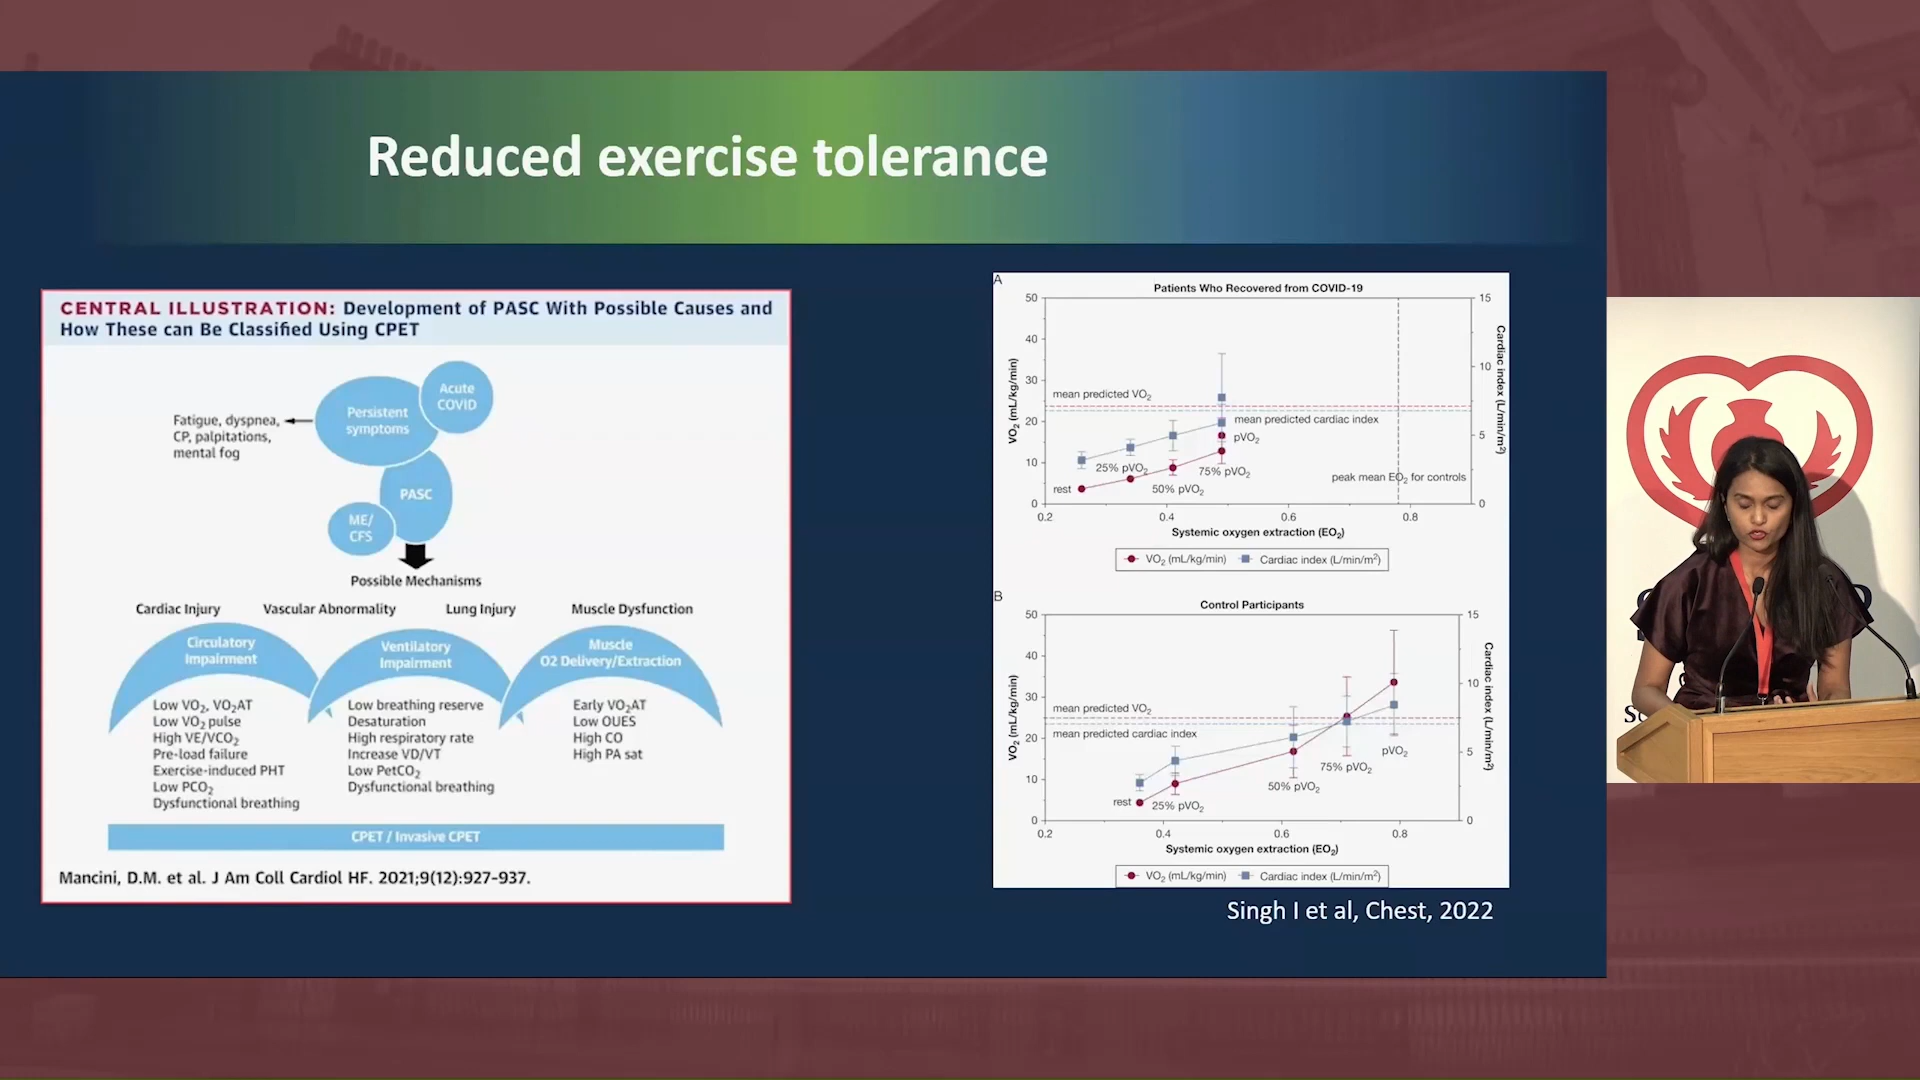 Reduced exercise tolerance
CENTRAL ILLUSTRATION: Development of PASC With Possible Causes and
How These can Be Classified Using CPET
Acute
COVID
Persistent
symptoms
Fatigue, dyspnea,
CP, palpitations,
mental fog
PASC
ME/
CFS
Possible Mechanisms
Cardiac Injury
Vascular Abnormality
Lung Injury
Muscle Dysfunction
Circulatory
Impairment
Ventilatory
Impairment
Muscle
O2 Delivery/Extraction
Low VO₂, VO₂AT
Low VO₂ pulse
High VE/VCO₂
Pre-load failure
Exercise-induced PHT
Low PCO₂
Dysfunctional breathing
Low breathing reserve
Desaturation
High respiratory rate
Increase VD/VT
Low PetCO₂
Dysfunctional breathing
Early VO₂AT
Low OUES
High CO
High PA sat
CPET / Invasive CPET
Mancini, D.M. et al. J Am Coll Cardiol HF. 2021;9(12):927-937.
A
Patients Who Recovered from COVID-19
50
40
30
20
10
0
VO₂ (mL/kg/min)
15
10
5
0
Cardiac index (L/min/m²)
mean predicted VO₂
mean predicted cardiac index
pVO₂
25% pVO₂
75% pVO₂
peak mean EO₂ for controls
rest
50% pVO₂
0.2
0.4
0.6
0.8
Systemic oxygen extraction (EO₂)
VO₂ (mL/kg/min)
Cardiac index (L/min/m²)
B
Control Participants
50
40
30
20
10
0
VO₂ (mL/kg/min)
15
10
5
0
Cardiac index (L/min/m²)
mean predicted VO₂
mean predicted cardiac index
pVO₂
75% pVO₂
50% pVO₂
rest
25% pVO₂
0.2
0.4
0.6
0.8
Systemic oxygen extraction (EO₂)
VO₂ (mL/kg/min)
Cardiac index (L/min/m²)
Singh I et al, Chest, 2022